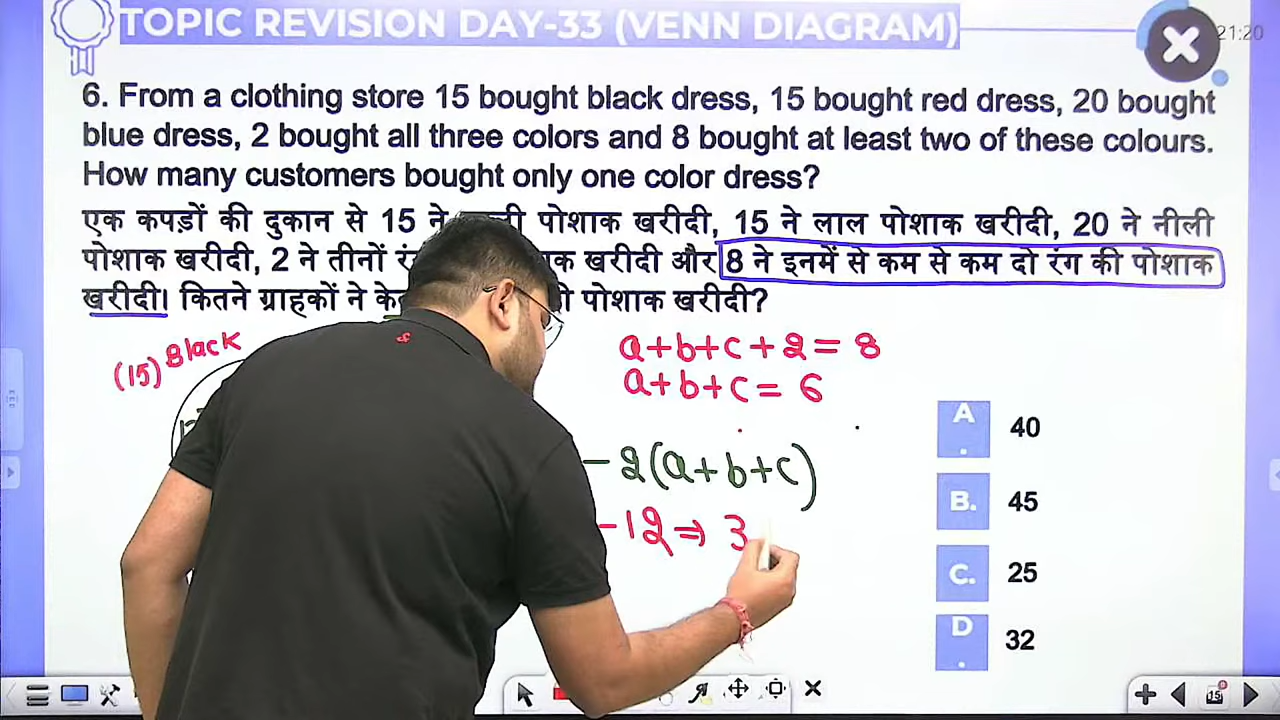 TOPIC REVISION DAY-33 (VENN DIAGRAM)
21:20
6. From a clothing store 15 bought black dress, 15 bought red dress, 20 bought
blue dress, 2 bought all three colors and 8 bought at least two of these colours.
How many customers bought only one color dress?
एक कपड़ों की दुकान से 15 ने पोशाक खरीदी, 15 ने लाल पोशाक खरीदी, 20 ने नीली
पोशाक खरीदी, 2 ने तीनों खरीदी और 8 ने इनमें से कम से कम दो रंग की पोशाक
खरीदी। कितने ग्राहकों ने पोशाक खरीदी?
(15) Black
a+b+c+2=8
a+b+c=6
-2(a+b+c)
-12⇒ 3
A. 40
B. 45
C. 25
D. 32
15